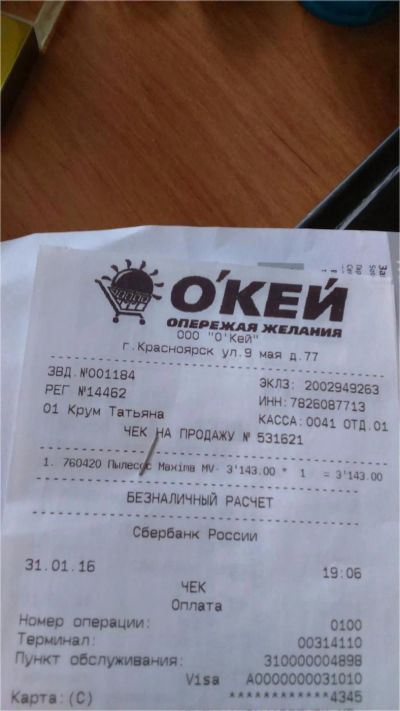 О'КЕЙ
ОПЕРЕЖАЯ ЖЕЛАНИЯ
ООО "О'Кей"
г.Красноярск ул.9 мая д.77
ЗВД.№001184
ЭКЛЗ: 2002949263
РЕГ №14462
ИНН:7826087713
01 Крум Татьяна
КАССА:0041 ОТД.01
ЧЕК НА ПРОДАЖУ № 531621
1. 760420 Пылесос Maxima MV- 3'143.00 * 1 = 3'143.00
БЕЗНАЛИЧНЫЙ РАСЧЕТ
Сбербанк России
31.01.16 19:06
ЧЕК
Оплата
Номер операции: 0100
Терминал: 00314110
Пункт обслуживания: 310000004898
Visa A0000000031010
Карта:(C) ************4345